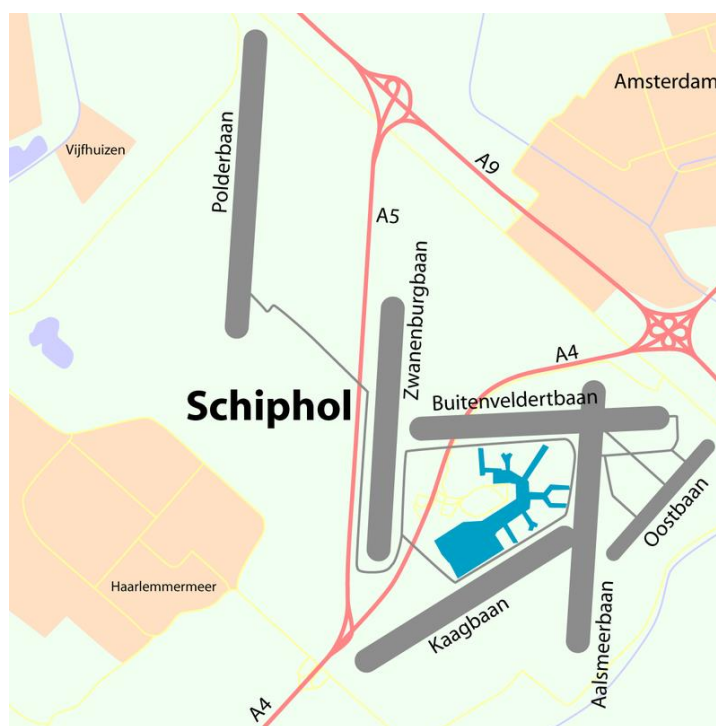 Amsterdam
Vijfhuizen
Polderbaan
A9
A5
Zwanenburgbaan
A4
Schiphol
Buitenveldertbaan
Oostbaan
Haarlemmermeer
Kaagbaan
Aalsmeerbaan
A4